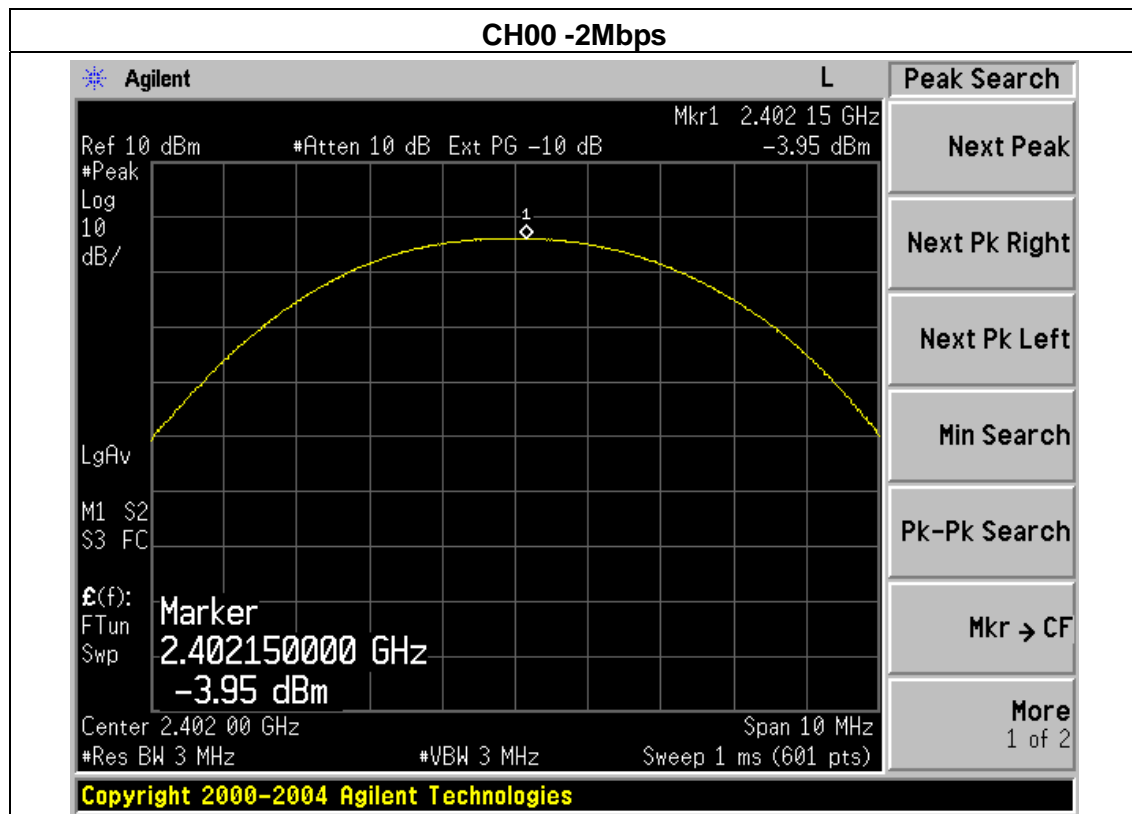 CH00 -2Mbps
Agilent L Peak Search
Mkr1 2.402 15 GHz
Ref 10 dBm #Atten 10 dB Ext PG -10 dB -3.95 dBm
#Peak
Log
10
dB/
1
LgAv
M1 S2
S3 FC
£(f):
FTun
Swp
Marker
2.402150000 GHz
-3.95 dBm
Center 2.402 00 GHz Span 10 MHz
#Res BW 3 MHz #VBW 3 MHz Sweep 1 ms (601 pts)
Copyright 2000-2004 Agilent Technologies
Next Peak
Next Pk Right
Next Pk Left
Min Search
Pk-Pk Search
Mkr → CF
More
1 of 2